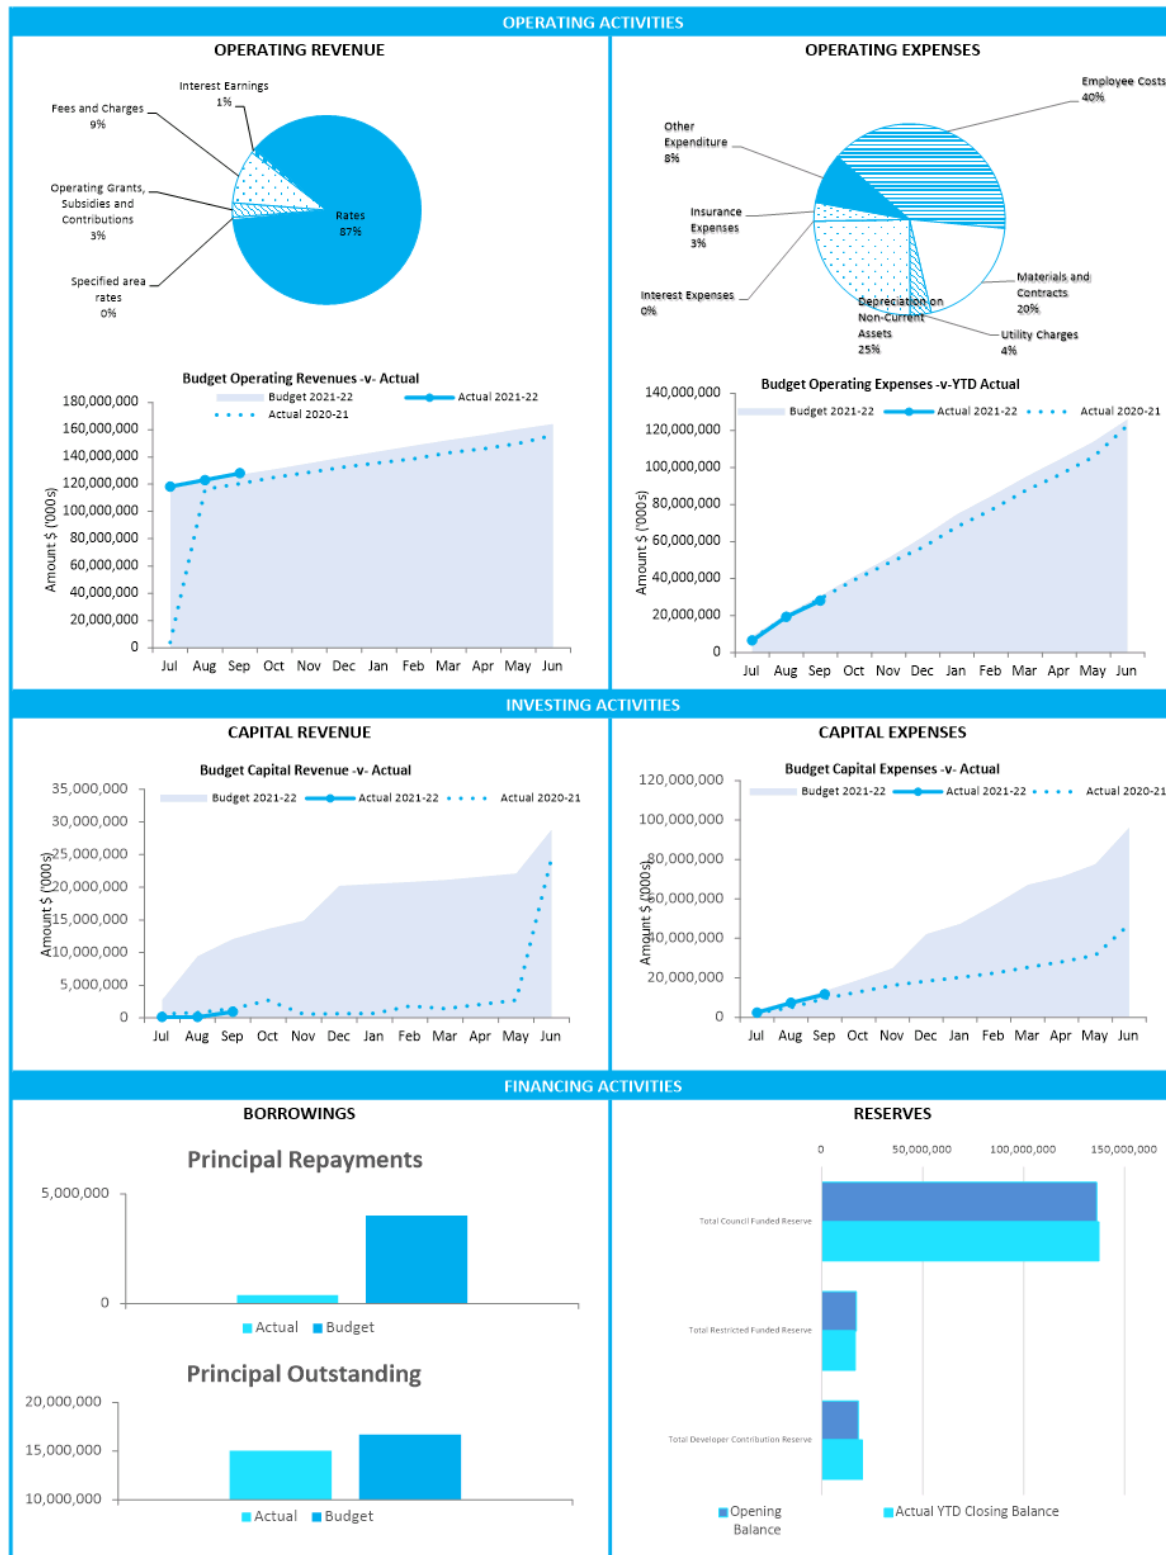 OPERATING ACTIVITIES
OPERATING REVENUE
Interest Earnings
1%
Fees and Charges
9%
Operating Grants,
Subsidies and
Contributions
3%
Specified area
rates
0%
Rates
87%
Budget Operating Revenues -v- Actual
Budget 2021-22
Actual 2021-22
Actual 2020-21
Amount $ ('000s)
180,000,000
160,000,000
140,000,000
120,000,000
100,000,000
80,000,000
60,000,000
40,000,000
20,000,000
0
Jul Aug Sep Oct Nov Dec Jan Feb Mar Apr May Jun
OPERATING EXPENSES
Employee Costs
40%
Other
Expenditure
8%
Insurance
Expenses
3%
Interest Expenses
0%
Depreciation on
Non-Current
Assets
25%
Materials and
Contracts
20%
Utility Charges
4%
Budget Operating Expenses -v-YTD Actual
Budget 2021-22 Actual 2021-22 Actual 2020-21
Amount $ ('000s)
140,000,000
120,000,000
100,000,000
80,000,000
60,000,000
40,000,000
20,000,000
0
Jul Aug Sep Oct Nov Dec Jan Feb Mar Apr May Jun
INVESTING ACTIVITIES
CAPITAL REVENUE
Budget Capital Revenue -v- Actual
Budget 2021-22 Actual 2021-22 Actual 2020-21
Amount $ ('000s)
35,000,000
30,000,000
25,000,000
20,000,000
15,000,000
10,000,000
5,000,000
0
Jul Aug Sep Oct Nov Dec Jan Feb Mar Apr May Jun
CAPITAL EXPENSES
Budget Capital Expenses -v- Actual
Budget 2021-22 Actual 2021-22 Actual 2020-21
Amount $ ('000s)
120,000,000
100,000,000
80,000,000
60,000,000
40,000,000
20,000,000
0
Jul Aug Sep Oct Nov Dec Jan Feb Mar Apr May Jun
FINANCING ACTIVITIES
BORROWINGS
Principal Repayments
5,000,000
0
Actual Budget
Principal Outstanding
20,000,000
15,000,000
10,000,000
Actual Budget
RESERVES
0 50,000,000 100,000,000 150,000,000
Total Council Funded Reserve
Total Restricted Funded Reserve
Total Developer Contribution Reserve
Opening
Balance
Actual YTD Closing Balance